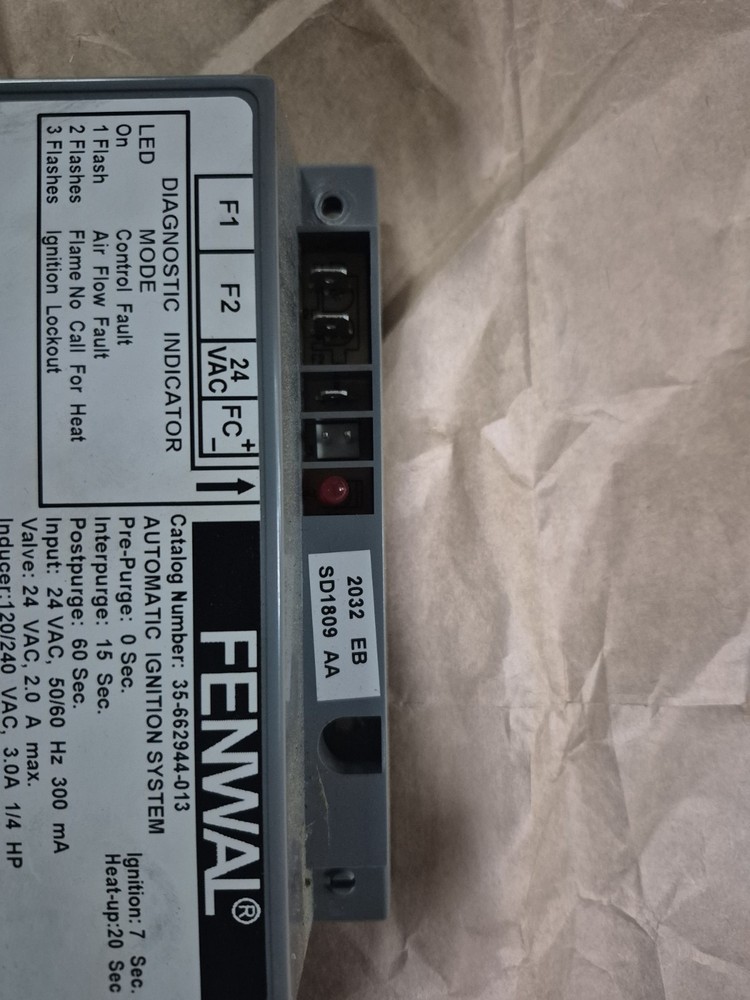 F1 F2 24 VAC FC + -
DIAGNOSTIC INDICATOR
LED MODE
On Control Fault
1 Flash Air Flow Fault
2 Flashes Flame No Call For Heat
3 Flashes Ignition Lockout
FENWAL®
Catalog Number: 35-662944-013
AUTOMATIC IGNITION SYSTEM
Pre-Purge: 0 Sec. Ignition: 7 Sec.
Interpurge: 15 Sec. Heat-up:20 Sec
Postpurge: 60 Sec.
Input: 24 VAC, 50/60 Hz 300 mA
Valve: 24 VAC, 2.0 A max.
Inducer:120/240 VAC, 3.0A 1/4 HP
2032 EB
SD1809 AA